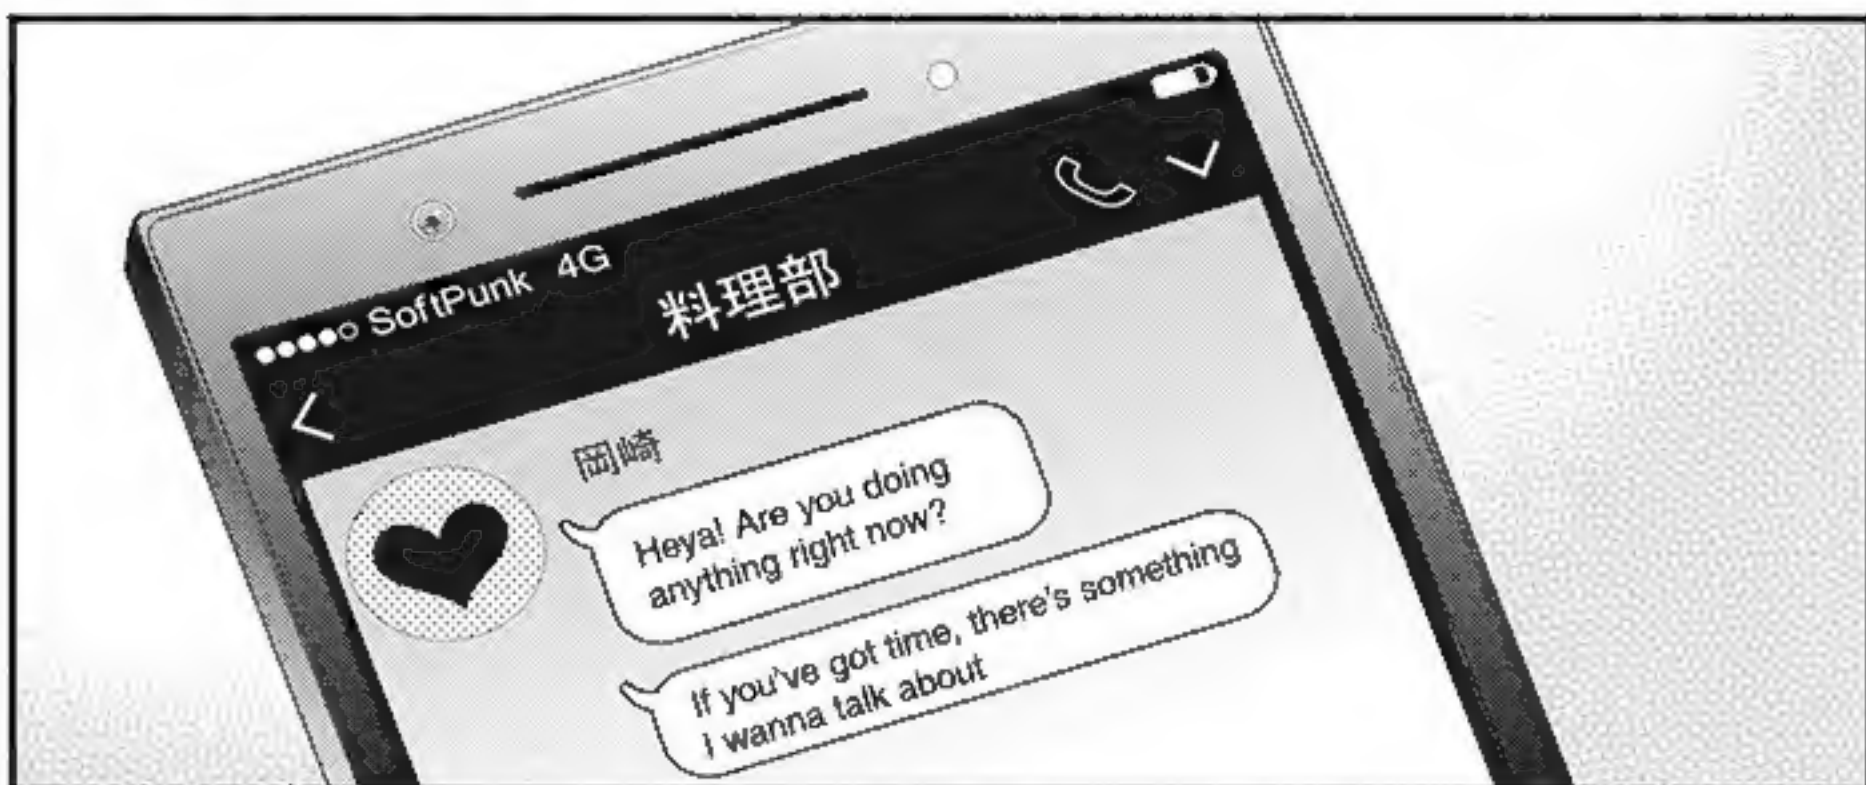 SoftPunk 4G
料理部
岡崎
Heya! Are you doing
anything right now?
If you've got time, there's something
I wanna talk about